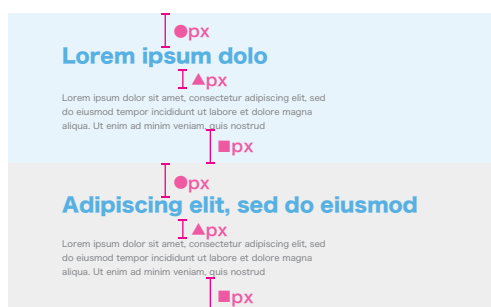 ●px
Lorem ipsum dolo
▲px
Lorem ipsum dolor sit amet, consectetur adipiscing elit, sed
do eiusmod tempor incididunt ut labore et dolore magna
aliqua. Ut enim ad minim veniam, quis nostrud
■px
●px
Adipiscing elit, sed do eiusmod
▲px
Lorem ipsum dolor sit amet, consectetur adipiscing elit, sed
do eiusmod tempor incididunt ut labore et dolore magna
aliqua. Ut enim ad minim veniam, quis nostrud
■px